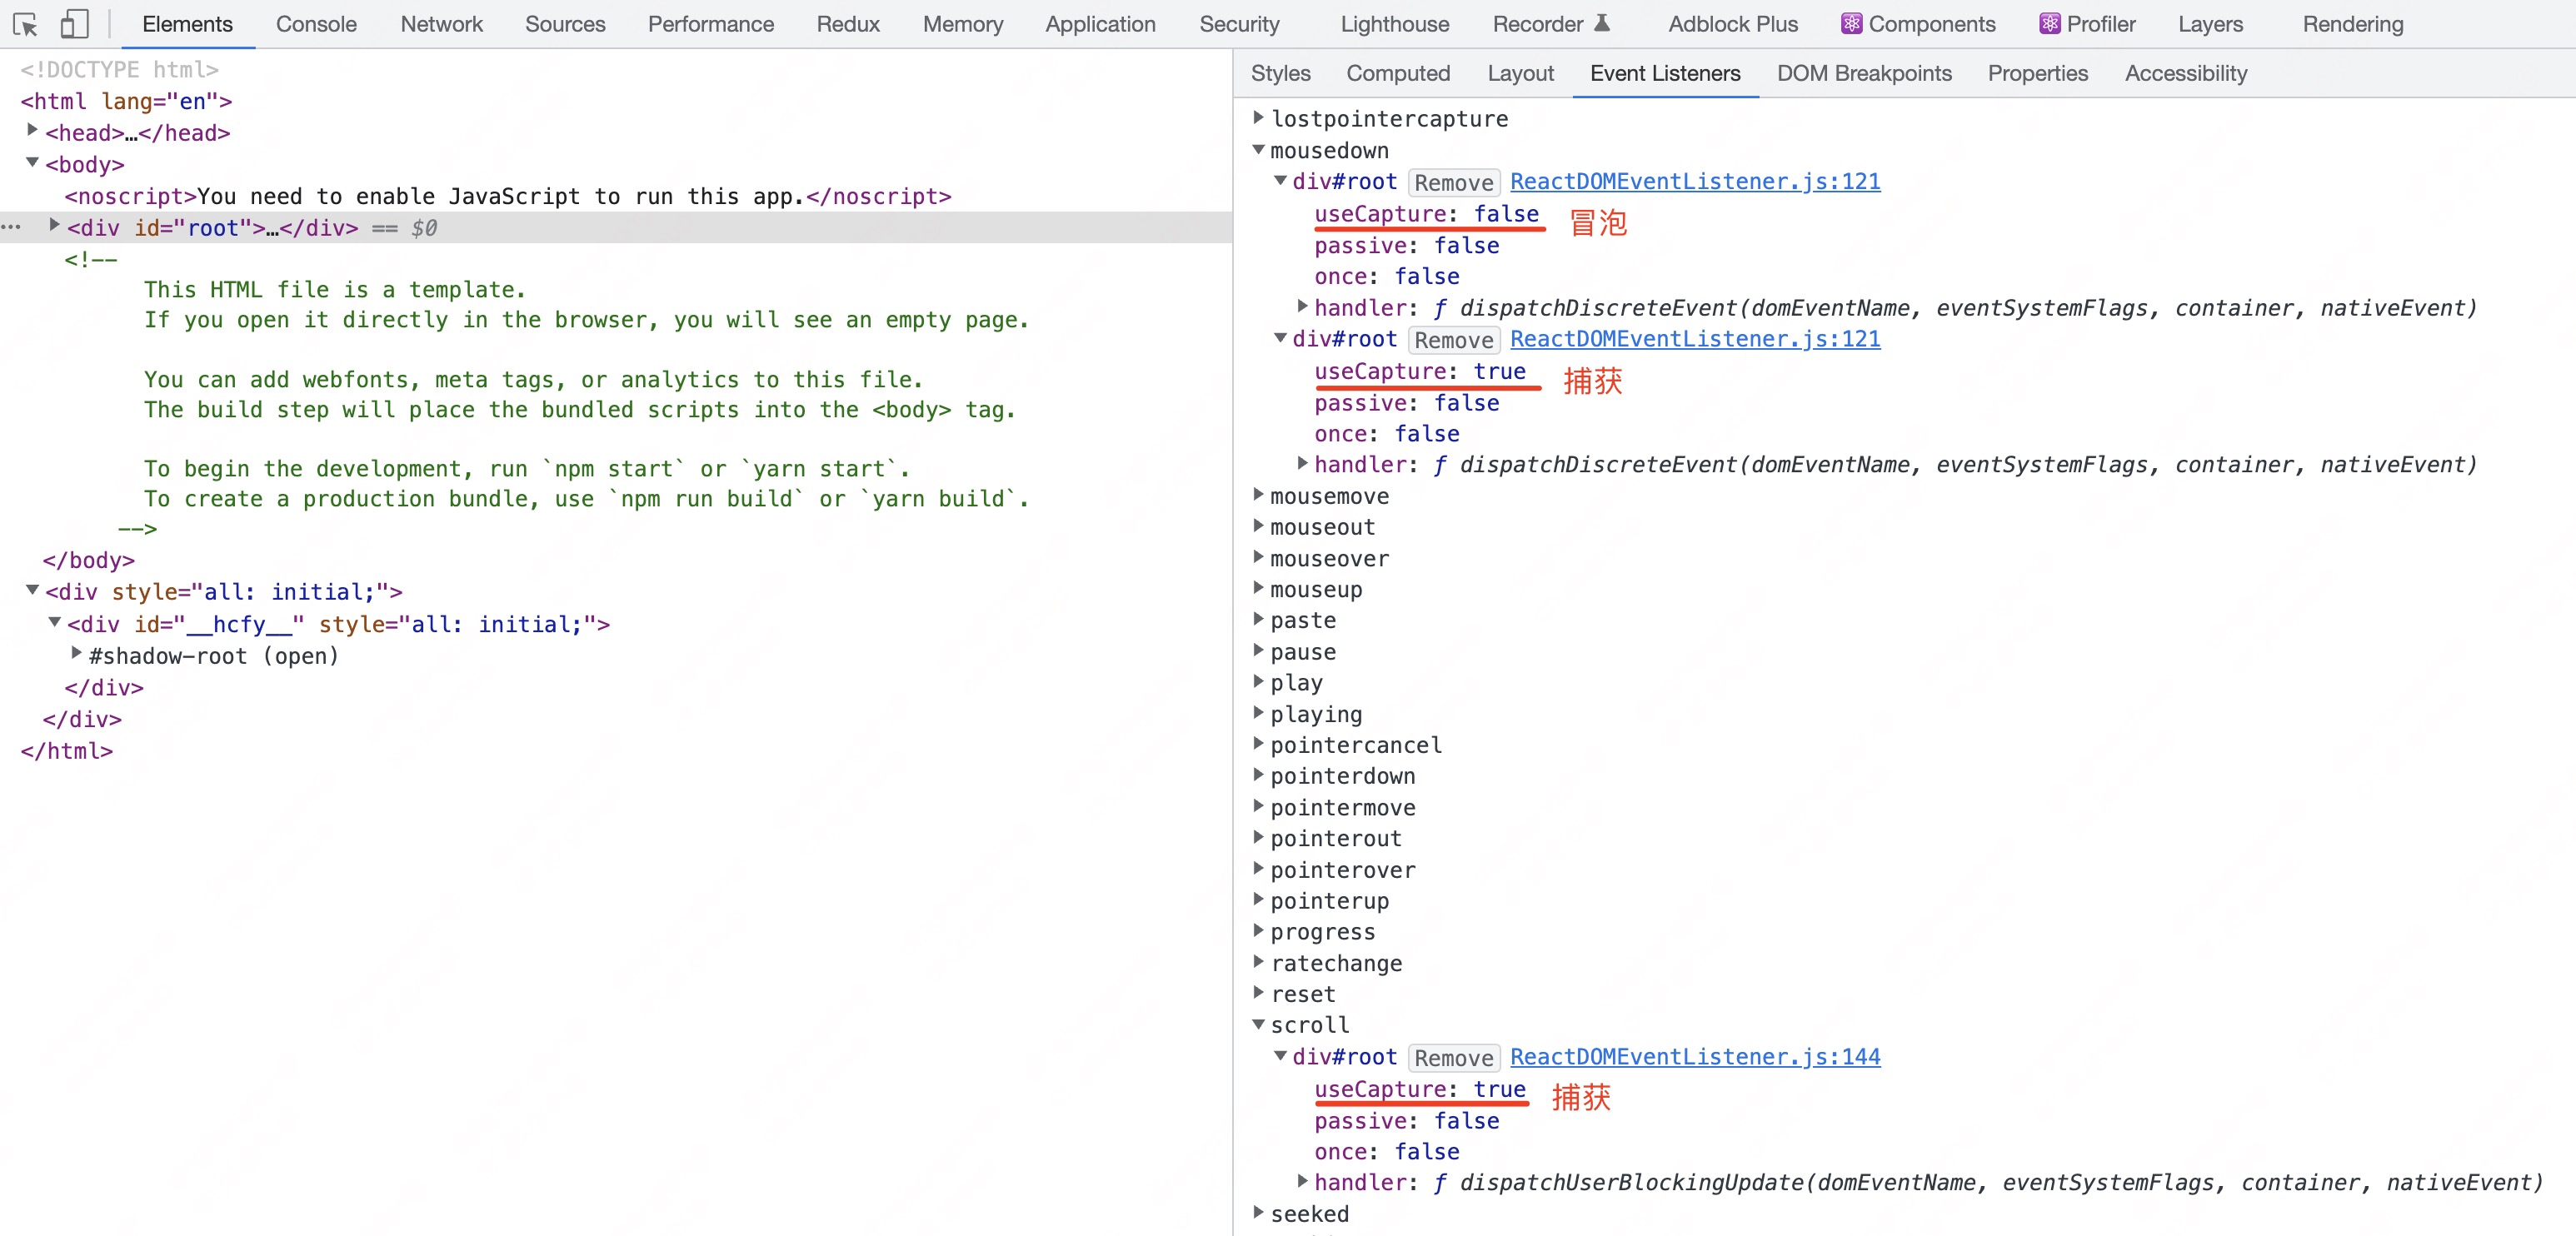 Elements Console Network Sources Performance Redux Memory Application Security Lighthouse Recorder Adblock Plus Components Profiler Layers Rendering
<!DOCTYPE html>
<html lang="en">
<head>…</head>
<body>
<noscript>You need to enable JavaScript to run this app.</noscript>
<div id="root">…</div> == $0
<!--
This HTML file is a template.
If you open it directly in the browser, you will see an empty page.
You can add webfonts, meta tags, or analytics to this file.
The build step will place the bundled scripts into the <body> tag.
To begin the development, run `npm start` or `yarn start`.
To create a production bundle, use `npm run build` or `yarn build`.
-->
</body>
<div style="all: initial;">
<div id="__hcfy__" style="all: initial;">
#shadow-root (open)
</div>
</div>
</html>
Styles Computed Layout Event Listeners DOM Breakpoints Properties Accessibility
lostpointercapture
mousedown
div#root Remove ReactDOMEventListener.js:121
useCapture: false 冒泡
passive: false
once: false
handler: ƒ dispatchDiscreteEvent(domEventName, eventSystemFlags, container, nativeEvent)
div#root Remove ReactDOMEventListener.js:121
useCapture: true 捕获
passive: false
once: false
handler: ƒ dispatchDiscreteEvent(domEventName, eventSystemFlags, container, nativeEvent)
mousemove
mouseout
mouseover
mouseup
paste
pause
play
playing
pointercancel
pointerdown
pointermove
pointerout
pointerover
pointerup
progress
ratechange
reset
scroll
div#root Remove ReactDOMEventListener.js:144
useCapture: true 捕获
passive: false
once: false
handler: ƒ dispatchUserBlockingUpdate(domEventName, eventSystemFlags, container, nativeEvent)
seeked